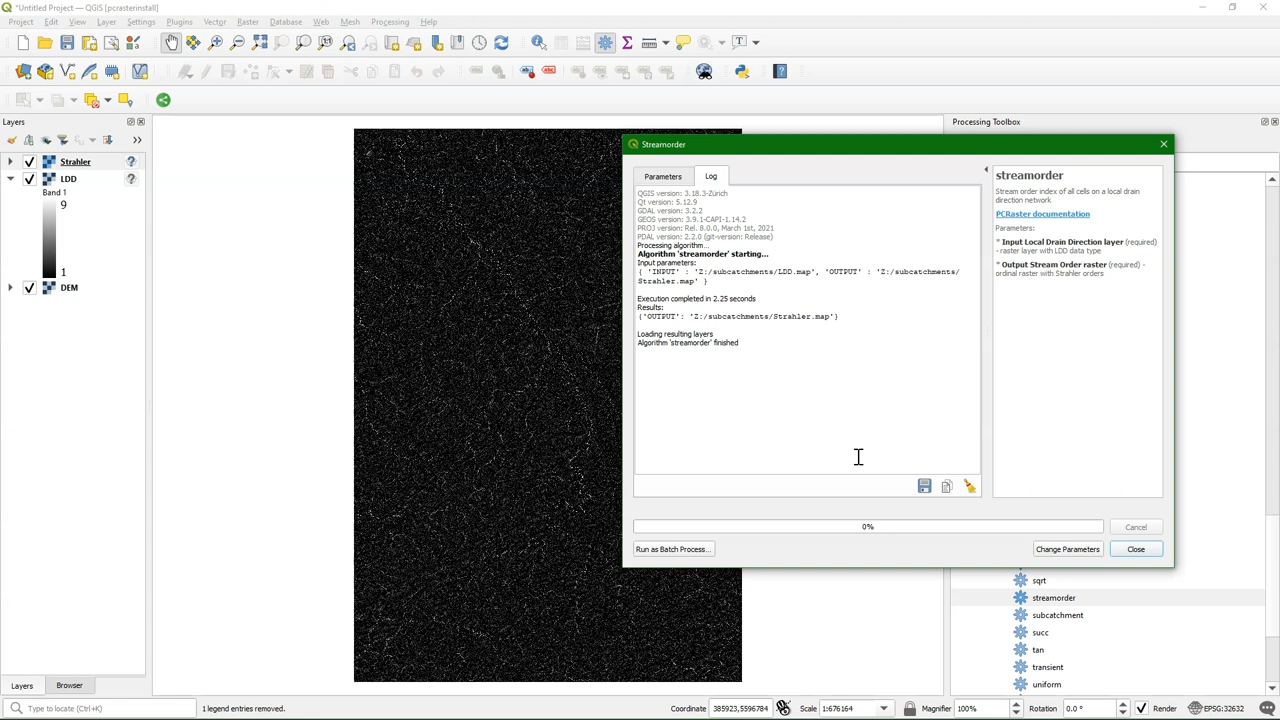 *Untitled Project — QGIS [pcrasterinstall]
Project Edit View Layer Settings Plugins Vector Raster Database Web Mesh Processing Help
Layers
Strahler
LDD
Band 1
9
1
DEM
Layers Browser
Streamorder
Parameters Log
QGIS version: 3.18.3-Zürich
Qt version: 5.12.9
GDAL version: 3.2.2
GEOS version: 3.9.1-CAPI-1.14.2
PROJ version: Rel. 8.0.0, March 1st, 2021
PDAL version: 2.2.0 (git-version: Release)
Processing algorithm…
Algorithm 'streamorder' starting…
Input parameters:
{ 'INPUT' : 'Z:/subcatchments/LDD.map', 'OUTPUT' : 'Z:/subcatchments/
Strahler.map' }
Execution completed in 2.25 seconds
Results:
{'OUTPUT': 'Z:/subcatchments/Strahler.map'}
Loading resulting layers
Algorithm 'streamorder' finished
0%
Cancel
Run as Batch Process…
Change Parameters
Close
streamorder
Stream order index of all cells on a local drain
direction network
PCRaster documentation
Parameters:
* Input Local Drain Direction layer (required)
- raster layer with LDD data type
* Output Stream Order raster (required) -
ordinal raster with Strahler orders
Processing Toolbox
sqrt
streamorder
subcatchment
succ
tan
transient
uniform
Type to locate (Ctrl+K)
1 legend entries removed.
Coordinate 385923,5596784
Scale 1:676164
Magnifier 100%
Rotation 0.0 °
Render
EPSG:32632